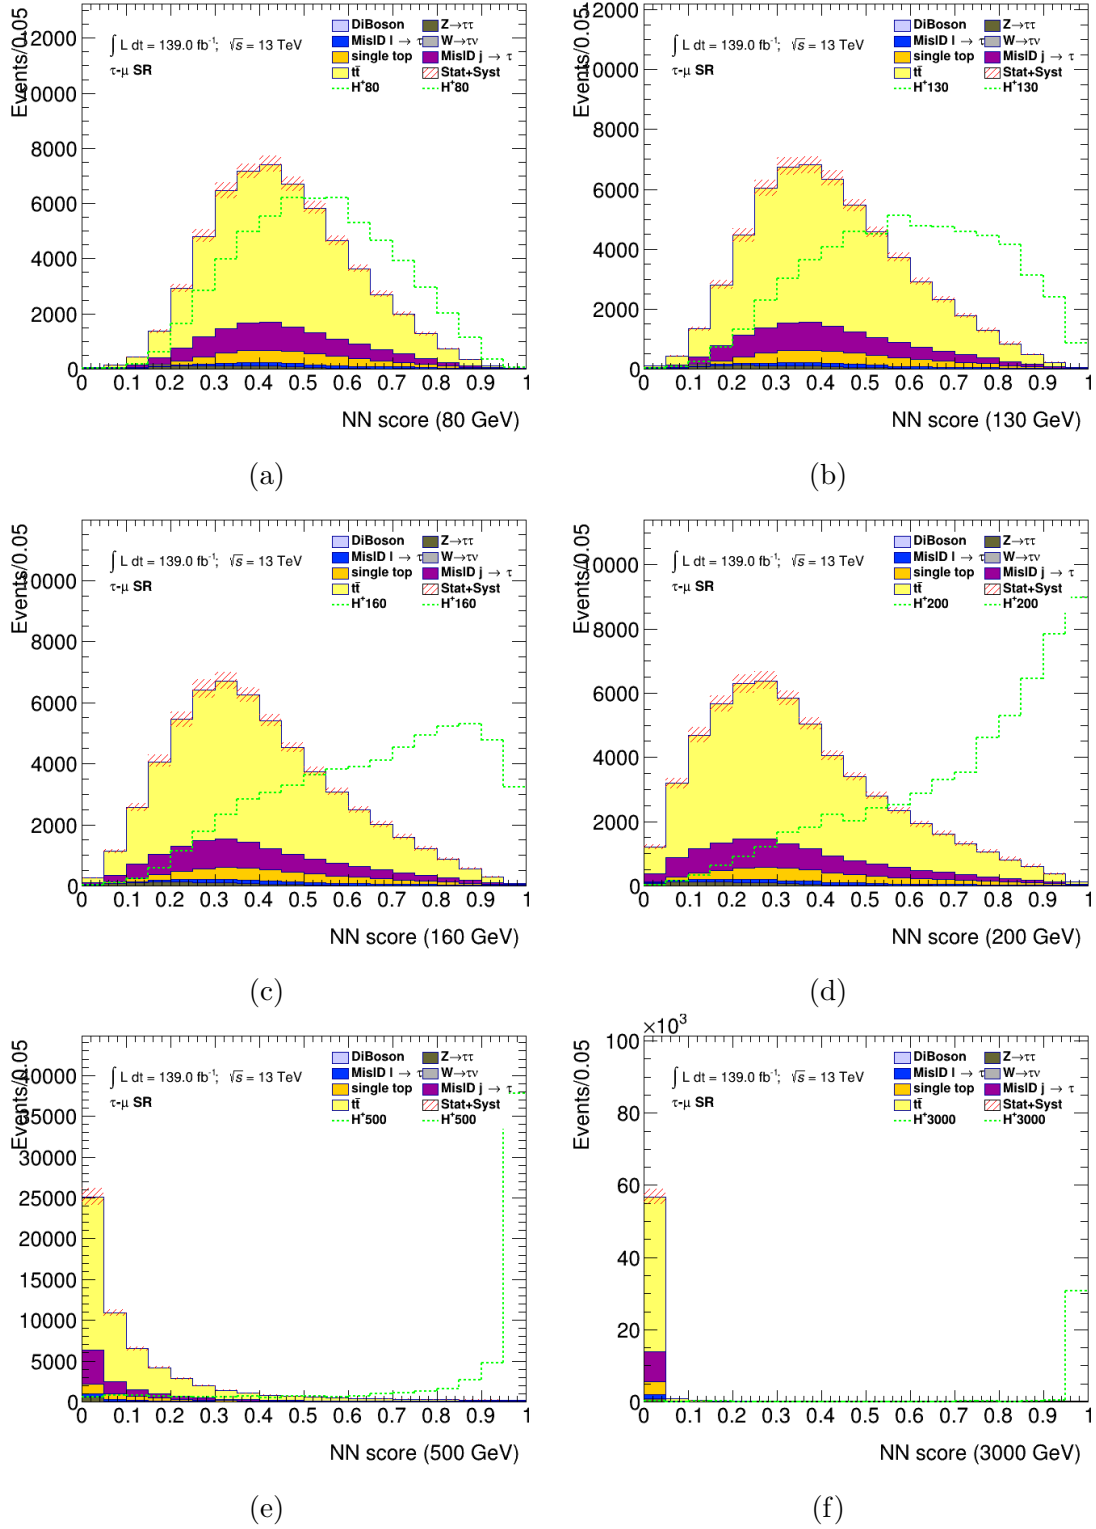 Events/0.05
12000
10000
8000
6000
4000
2000
0
∫ L dt = 139.0 fb⁻¹; √s = 13 TeV
τ-μ SR
DiBoson Z→ττ
MisID l → τ W→τν
single top MisID j → τ
tt̄ Stat+Syst
H⁺80 H⁺80
0 0.1 0.2 0.3 0.4 0.5 0.6 0.7 0.8 0.9 1
NN score (80 GeV)
(a)
Events/0.05
12000
10000
8000
6000
4000
2000
0
∫ L dt = 139.0 fb⁻¹; √s = 13 TeV
τ-μ SR
DiBoson Z→ττ
MisID l → τ W→τν
single top MisID j → τ
tt̄ Stat+Syst
H⁺130 H⁺130
0 0.1 0.2 0.3 0.4 0.5 0.6 0.7 0.8 0.9 1
NN score (130 GeV)
(b)
Events/0.05
10000
8000
6000
4000
2000
0
∫ L dt = 139.0 fb⁻¹; √s = 13 TeV
τ-μ SR
DiBoson Z→ττ
MisID l → τ W→τν
single top MisID j → τ
tt̄ Stat+Syst
H⁺160 H⁺160
0 0.1 0.2 0.3 0.4 0.5 0.6 0.7 0.8 0.9 1
NN score (160 GeV)
(c)
Events/0.05
10000
8000
6000
4000
2000
0
∫ L dt = 139.0 fb⁻¹; √s = 13 TeV
τ-μ SR
DiBoson Z→ττ
MisID l → τ W→τν
single top MisID j → τ
tt̄ Stat+Syst
H⁺200 H⁺200
0 0.1 0.2 0.3 0.4 0.5 0.6 0.7 0.8 0.9 1
NN score (200 GeV)
(d)
Events/0.05
40000
35000
30000
25000
20000
15000
10000
5000
0
∫ L dt = 139.0 fb⁻¹; √s = 13 TeV
τ-μ SR
DiBoson Z→ττ
MisID l → τ W→τν
single top MisID j → τ
tt̄ Stat+Syst
H⁺500 H⁺500
0 0.1 0.2 0.3 0.4 0.5 0.6 0.7 0.8 0.9 1
NN score (500 GeV)
(e)
×10³
Events/0.05
100
80
60
40
20
0
∫ L dt = 139.0 fb⁻¹; √s = 13 TeV
τ-μ SR
DiBoson Z→ττ
MisID l → τ W→τν
single top MisID j → τ
tt̄ Stat+Syst
H⁺3000 H⁺3000
0 0.1 0.2 0.3 0.4 0.5 0.6 0.7 0.8 0.9 1
NN score (3000 GeV)
(f)